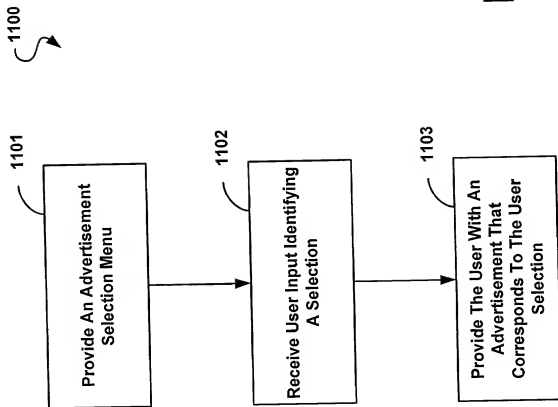 1100
1101
Provide An Advertisement
Selection Menu
1102
Receive User Input Identifying
A Selection
1103
Provide The User With An
Advertisement That
Corresponds To The User
Selection